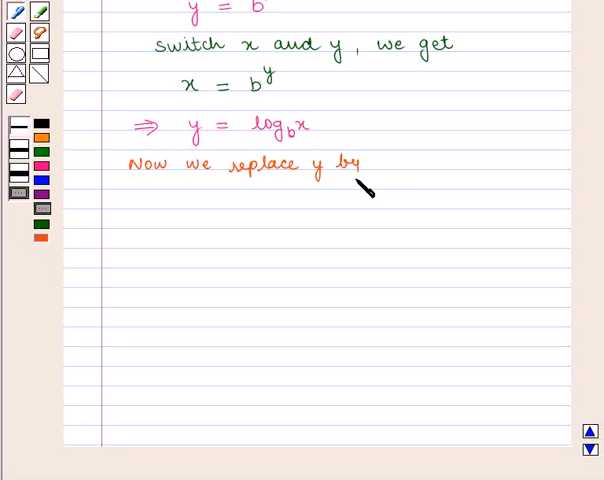 y = b
switch x and y, we get
x = b^y
⇒ y = log_b x
Now we replace y by